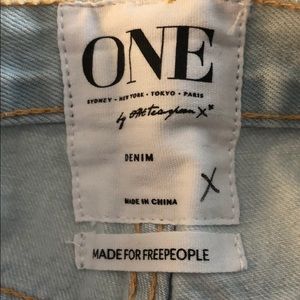 ONE
SYDNEY • NEW YORK • TOKYO • PARIS
by
DENIM
X
MADE IN CHINA
MADE FOR FREEPEOPLE